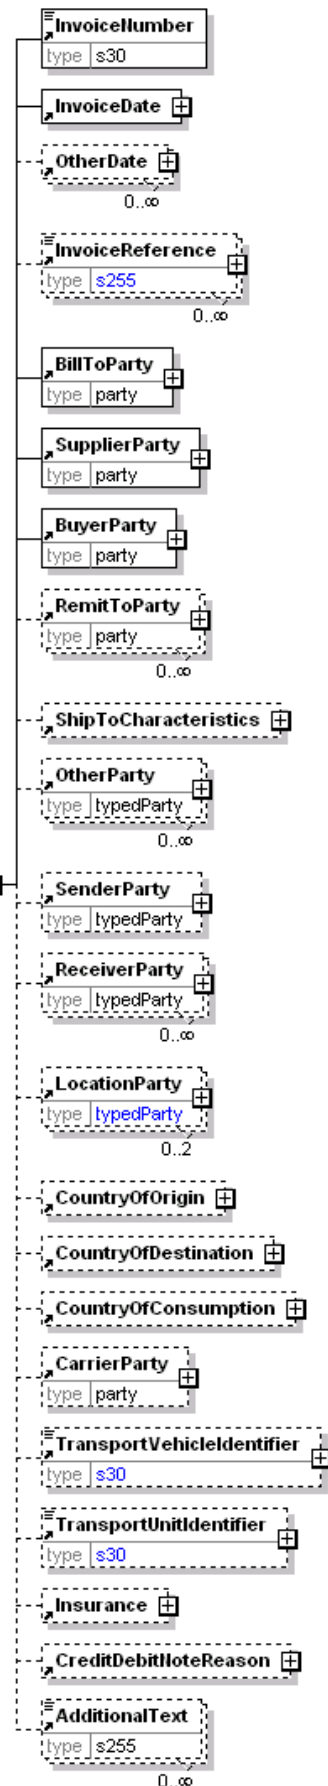 InvoiceNumber
type s30
InvoiceDate
OtherDate
0..∞
InvoiceReference
type s255
0..∞
BillToParty
type party
SupplierParty
type party
BuyerParty
type party
RemitToParty
type party
0..∞
ShipToCharacteristics
OtherParty
type typedParty
0..∞
SenderParty
type typedParty
ReceiverParty
type typedParty
0..∞
LocationParty
type typedParty
0..2
CountryOfOrigin
CountryOfDestination
CountryOfConsumption
CarrierParty
type party
TransportVehicleIdentifier
type s30
TransportUnitIdentifier
type s30
Insurance
CreditDebitNoteReason
AdditionalText
type s255
0..∞